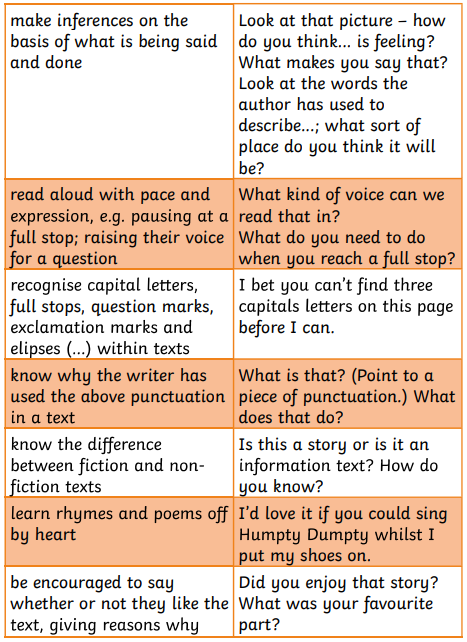 make inferences on the
basis of what is being said
and done
Look at that picture – how
do you think... is feeling?
What makes you say that?
Look at the words the
author has used to
describe...; what sort of
place do you think it will
be?
read aloud with pace and
expression, e.g. pausing at a
full stop; raising their voice
for a question
What kind of voice can we
read that in?
What do you need to do
when you reach a full stop?
recognise capital letters,
full stops, question marks,
exclamation marks and
elipses (...) within texts
I bet you can't find three
capitals letters on this page
before I can.
know why the writer has
used the above punctuation
in a text
What is that? (Point to a
piece of punctuation.) What
does that do?
know the difference
between fiction and non-
fiction texts
Is this a story or is it an
information text? How do
you know?
learn rhymes and poems off
by heart
I'd love it if you could sing
Humpty Dumpty whilst I
put my shoes on.
be encouraged to say
whether or not they like the
text, giving reasons why
Did you enjoy that story?
What was your favourite
part?